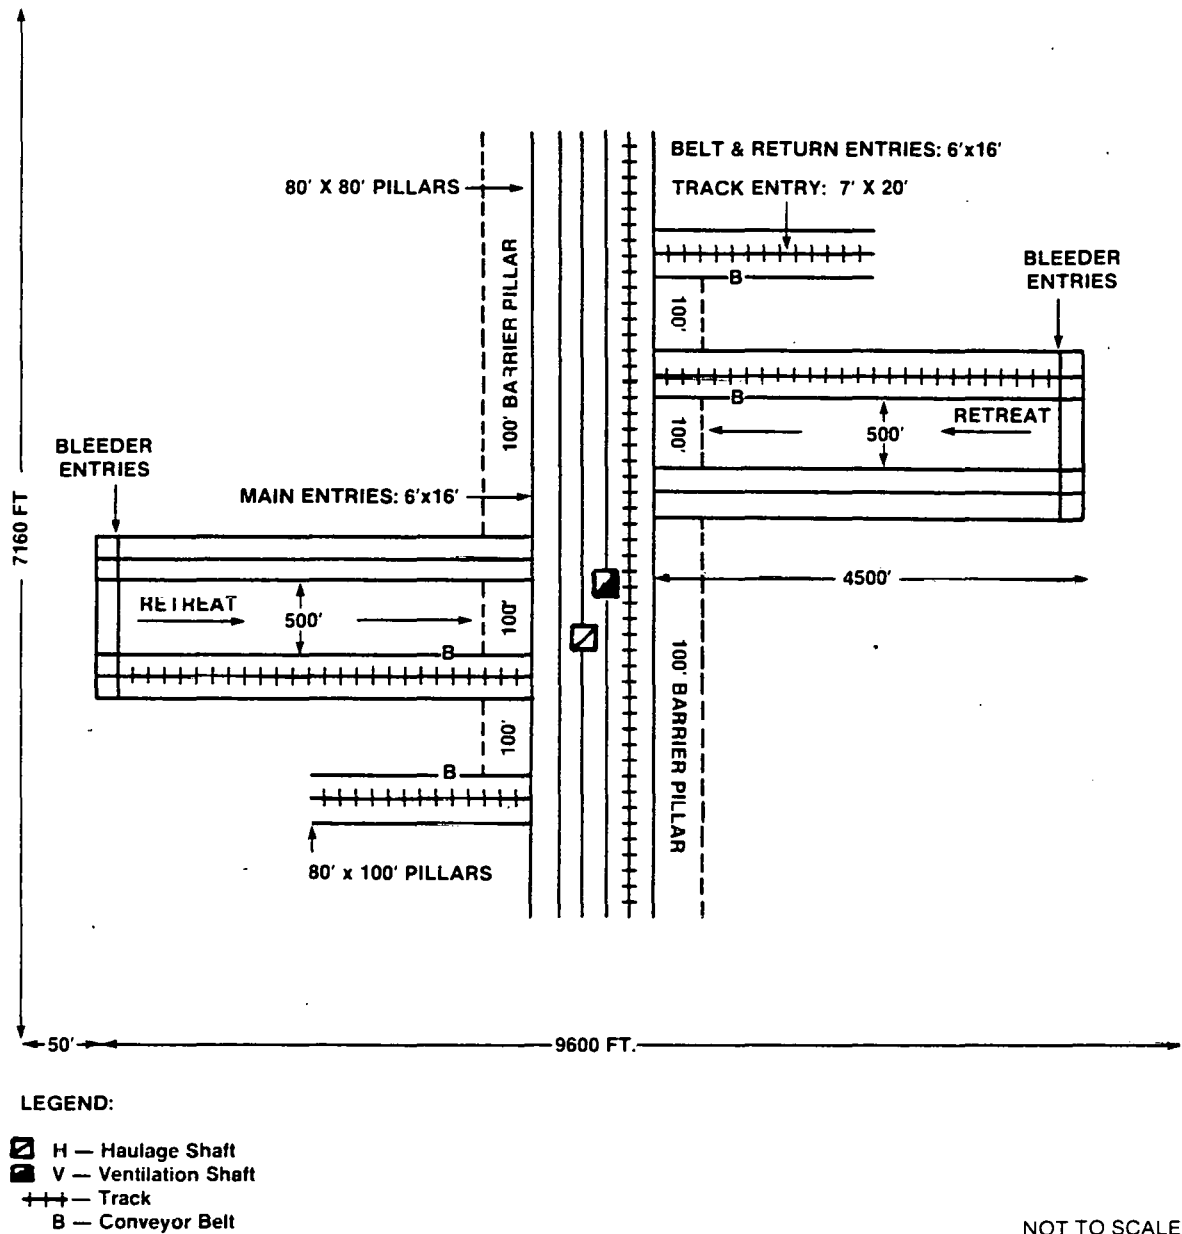 BELT & RETURN ENTRIES: 6'x16'
80' X 80' PILLARS
TRACK ENTRY: 7' X 20'
BLEEDER
ENTRIES
B
100'
100' BARRIER PILLAR
B
RETREAT
100'
500'
BLEEDER
ENTRIES
MAIN ENTRIES: 6'x16'
7160 FT
4500'
RETREAT
500'
100'
B
100' BARRIER PILLAR
100'
B
80' x 100' PILLARS
50'
9600 FT.
LEGEND:
H — Haulage Shaft
V — Ventilation Shaft
— Track
B — Conveyor Belt
NOT TO SCALE